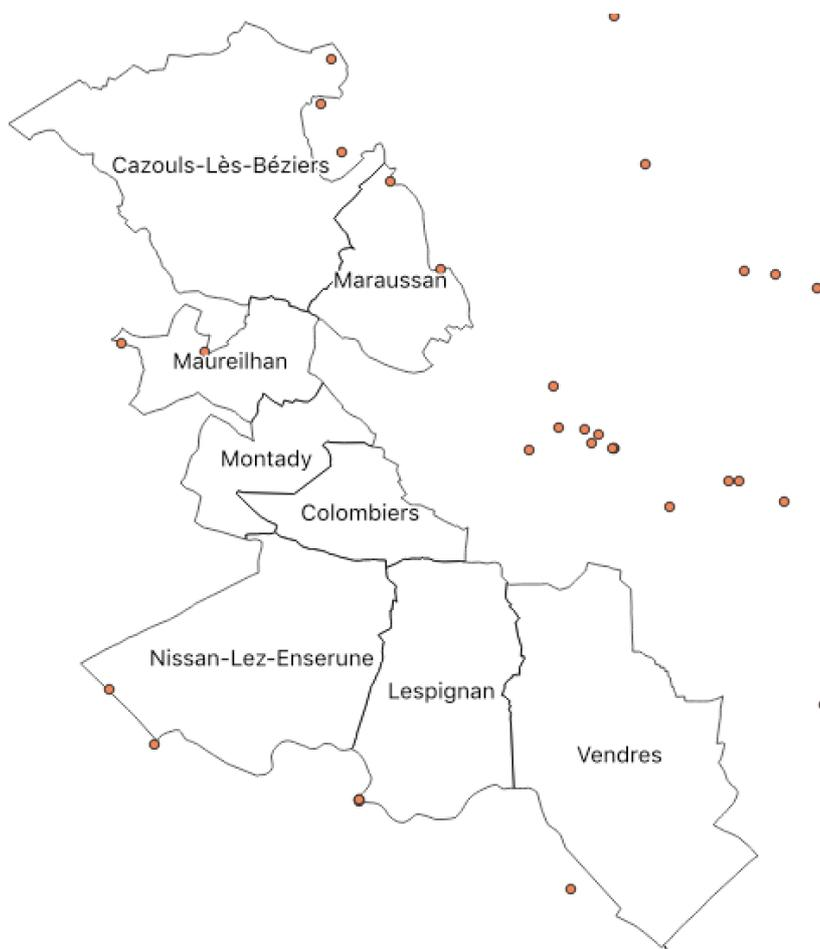 Cazouls-Lès-Béziers
Maraussan
Maureilhan
Montady
Colombiers
Nissan-Lez-Enserune
Lespignan
Vendres